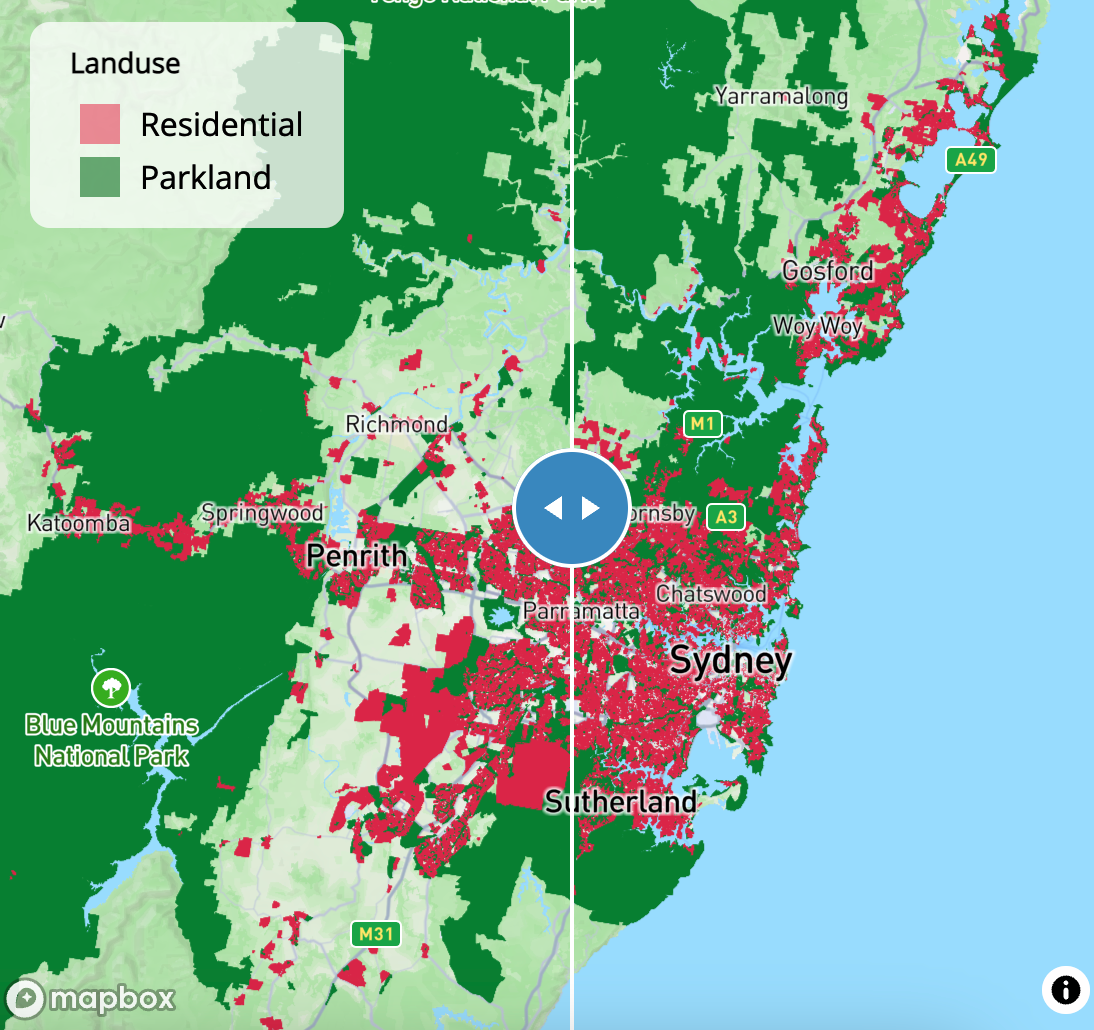 Landuse
Residential
Parkland
Yarramalong
A49
Gosford
Woy Woy
Richmond
M1
Katoomba
Springwood
ornsby
A3
Penrith
Chatswood
Parramatta
Sydney
Blue Mountains
National Park
Sutherland
M31
mapbox
i